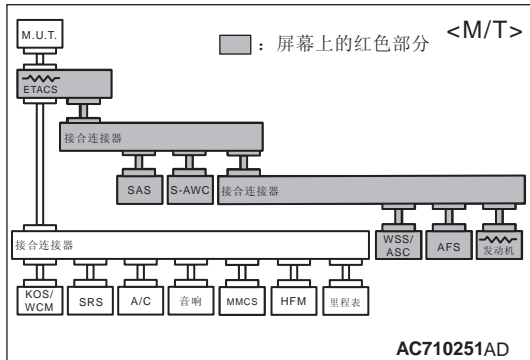 M.U.T.
：屏幕上的红色部分
<M/T>
ETACS
接合连接器
SAS
S-AWC
接合连接器
接合连接器
WSS/
ASC
AFS
发动机
KOS/
WCM
SRS
A/C
音响
MMCS
HFM
里程表
AC710251AD